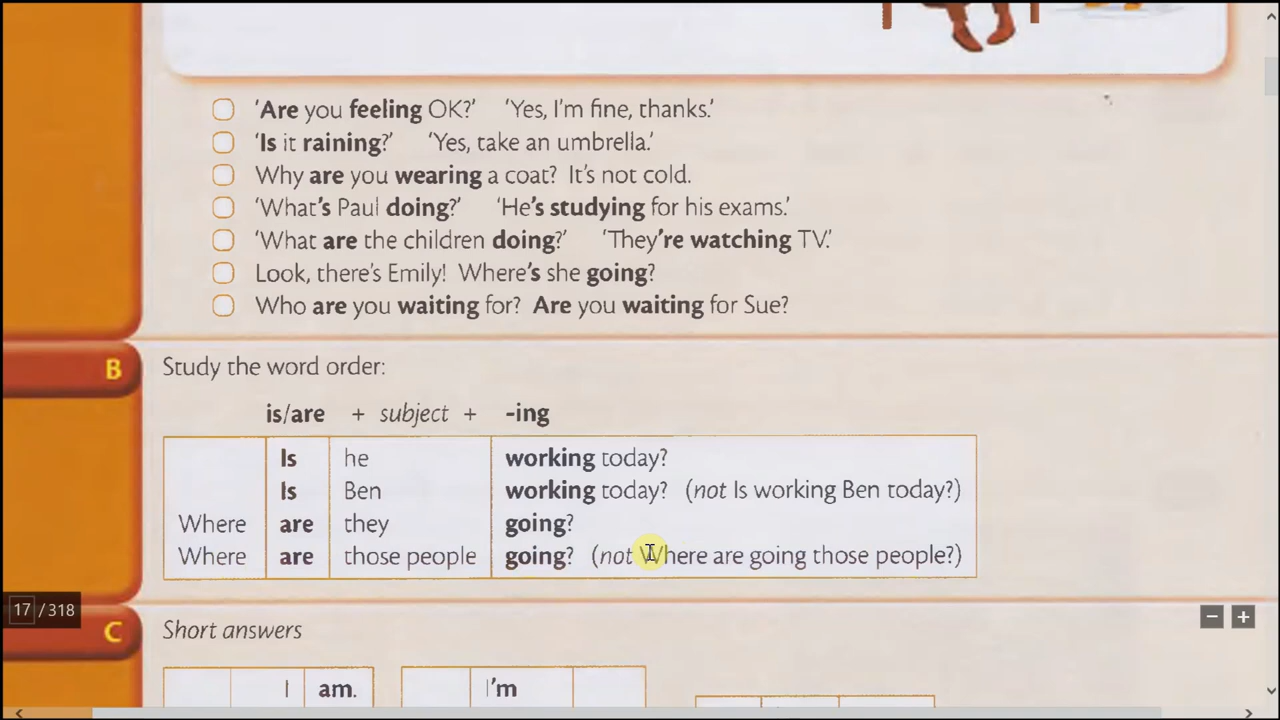 'Are you feeling OK?' 'Yes, I'm fine, thanks.'
'Is it raining?' 'Yes, take an umbrella.'
Why are you wearing a coat? It's not cold.
'What's Paul doing?' 'He's studying for his exams.'
'What are the children doing?' 'They're watching TV.'
Look, there's Emily! Where's she going?
Who are you waiting for? Are you waiting for Sue?
B Study the word order:
is/are + subject + -ing
Is he working today?
Is Ben working today? (not Is working Ben today?)
Where are they going?
Where are those people going? (not Where are going those people?)
17 / 318
C Short answers
I am. I'm